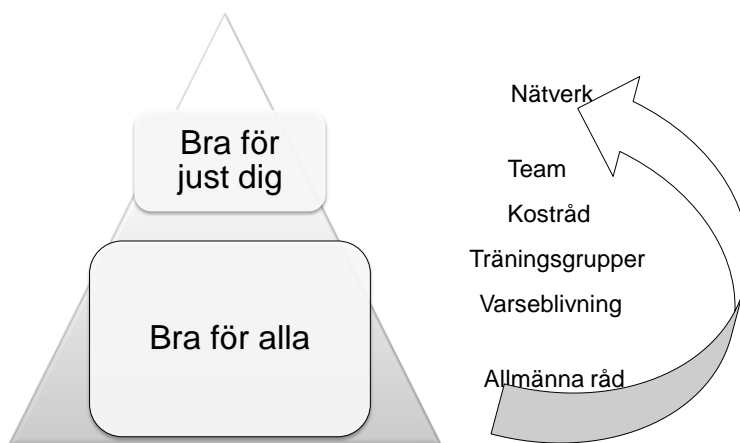 Bra för
just dig
Bra för alla
Nätverk
Team
Kostråd
Träningsgrupper
Varseblivning
Allmänna råd